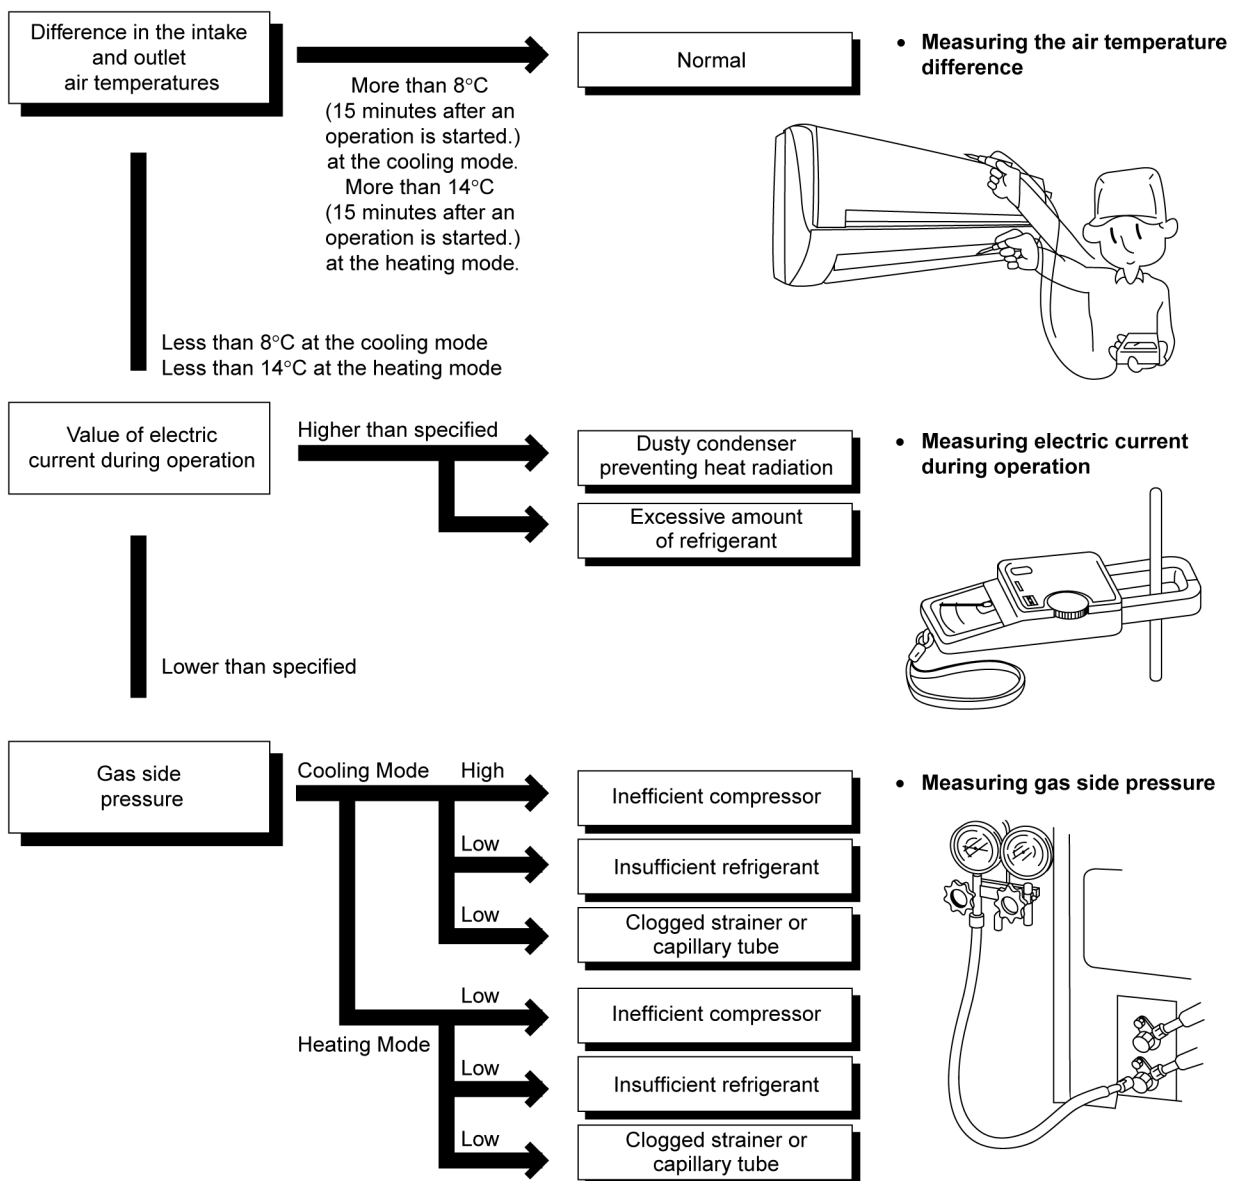 Difference in the intake
and outlet
air temperatures
More than 8°C
(15 minutes after an
operation is started.)
at the cooling mode.
More than 14°C
(15 minutes after an
operation is started.)
at the heating mode.
Normal
• Measuring the air temperature
difference
Less than 8°C at the cooling mode
Less than 14°C at the heating mode
Value of electric
current during operation
Higher than specified
Dusty condenser
preventing heat radiation
Excessive amount
of refrigerant
• Measuring electric current
during operation
Lower than specified
Gas side
pressure
Cooling Mode
High
Inefficient compressor
Low
Insufficient refrigerant
Low
Clogged strainer or
capillary tube
Heating Mode
Low
Inefficient compressor
Low
Insufficient refrigerant
Low
Clogged strainer or
capillary tube
• Measuring gas side pressure